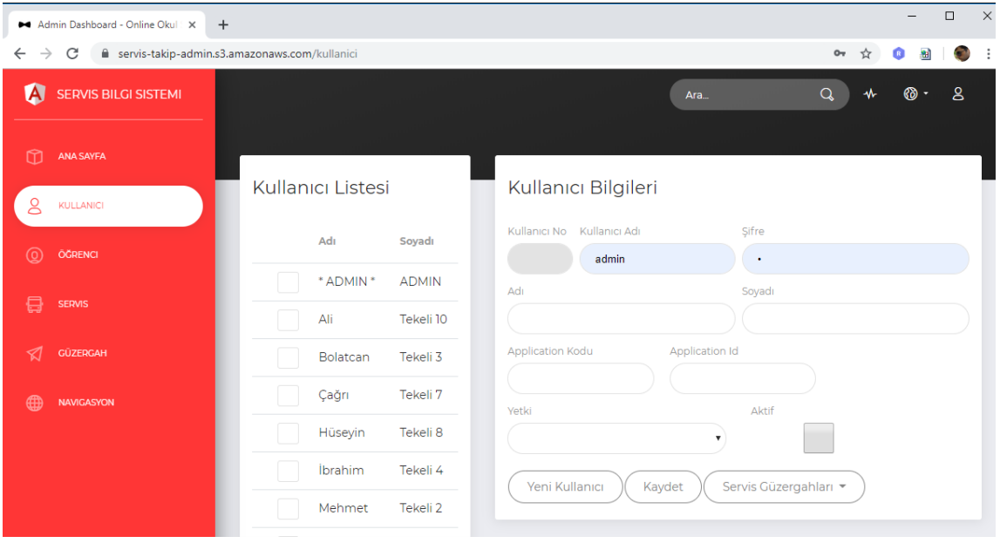 Admin Dashboard - Online Okul
servis-takip-admin.s3.amazonaws.com/kullanici
SERVIS BILGI SISTEMI
Ara...
ANA SAYFA
KULLANICI
ÖĞRENCI
SERVIS
GÜZERGAH
NAVIGASYON
Kullanıcı Listesi
Adı Soyadı
* ADMIN * ADMIN
Ali Tekeli 10
Bolatcan Tekeli 3
Çağrı Tekeli 7
Hüseyin Tekeli 8
İbrahim Tekeli 4
Mehmet Tekeli 2
Kullanıcı Bilgileri
Kullanıcı No Kullanıcı Adı Şifre
admin •
Adı Soyadı
Application Kodu Application Id
Yetki Aktif
Yeni Kullanıcı Kaydet Servis Güzergahları